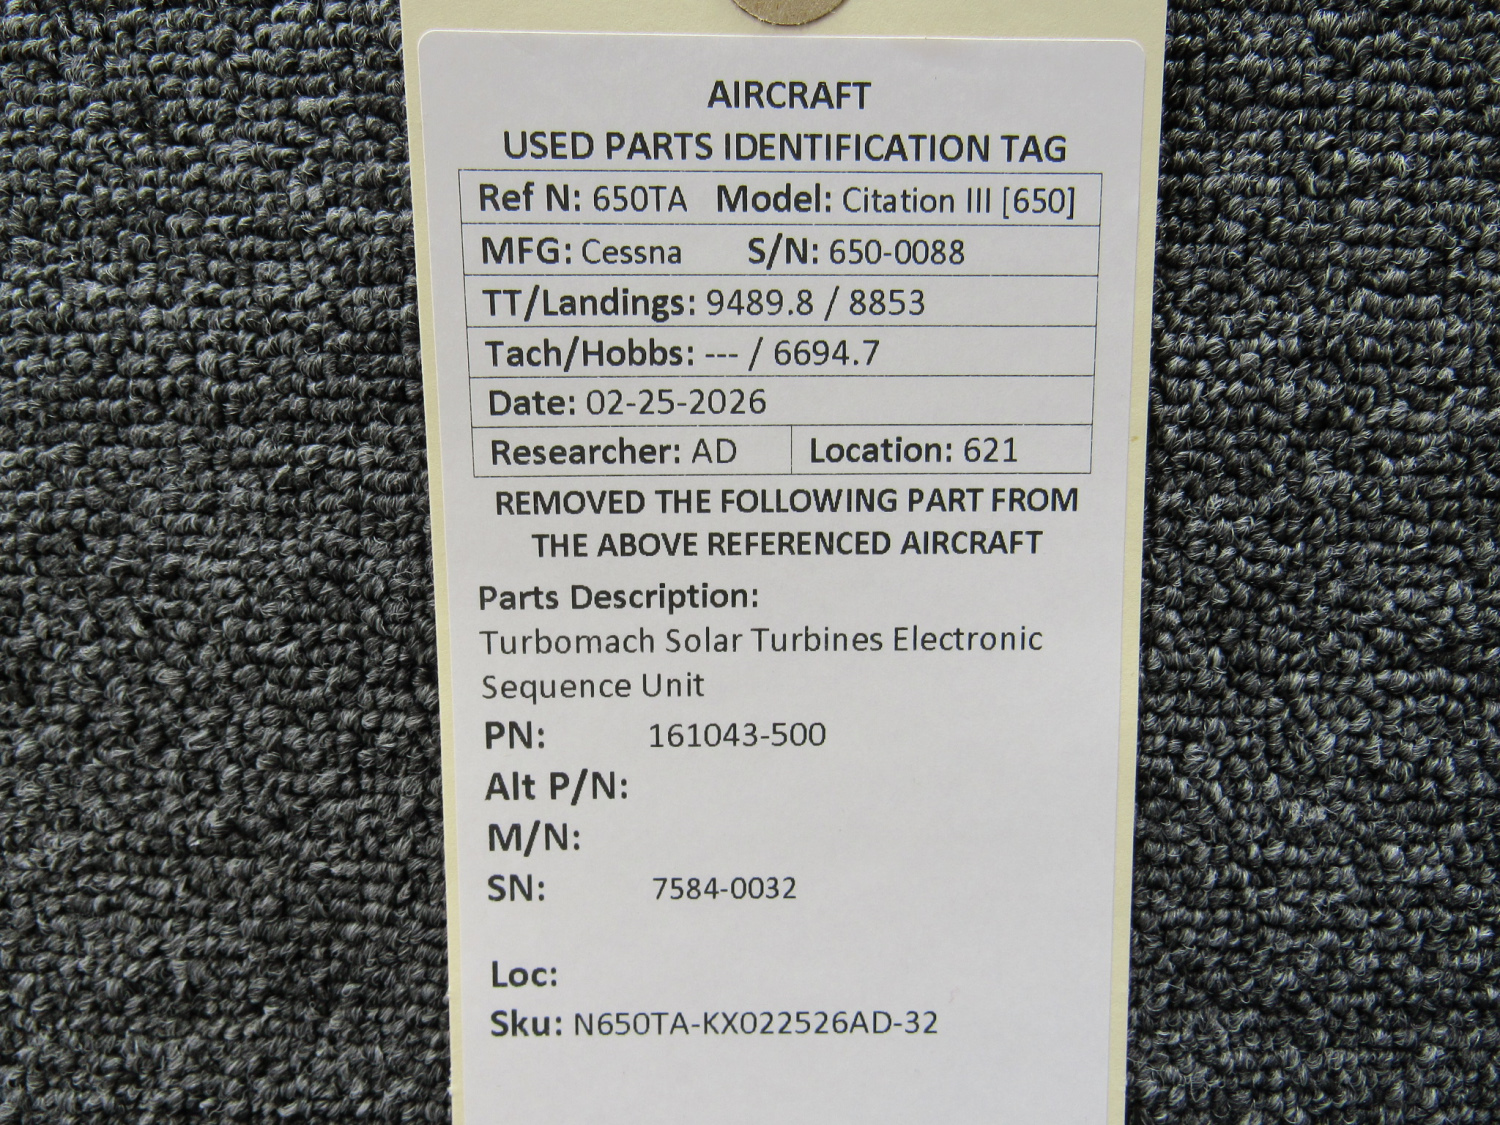 AIRCRAFT
USED PARTS IDENTIFICATION TAG
Ref N: 650TA Model: Citation III [650]
MFG: Cessna S/N: 650-0088
TT/Landings: 9489.8 / 8853
Tach/Hobbs: --- / 6694.7
Date: 02-25-2026
Researcher: AD Location: 621
REMOVED THE FOLLOWING PART FROM
THE ABOVE REFERENCED AIRCRAFT
Parts Description:
Turbomach Solar Turbines Electronic
Sequence Unit
PN: 161043-500
Alt P/N:
M/N:
SN: 7584-0032
Loc:
Sku: N650TA-KX022526AD-32